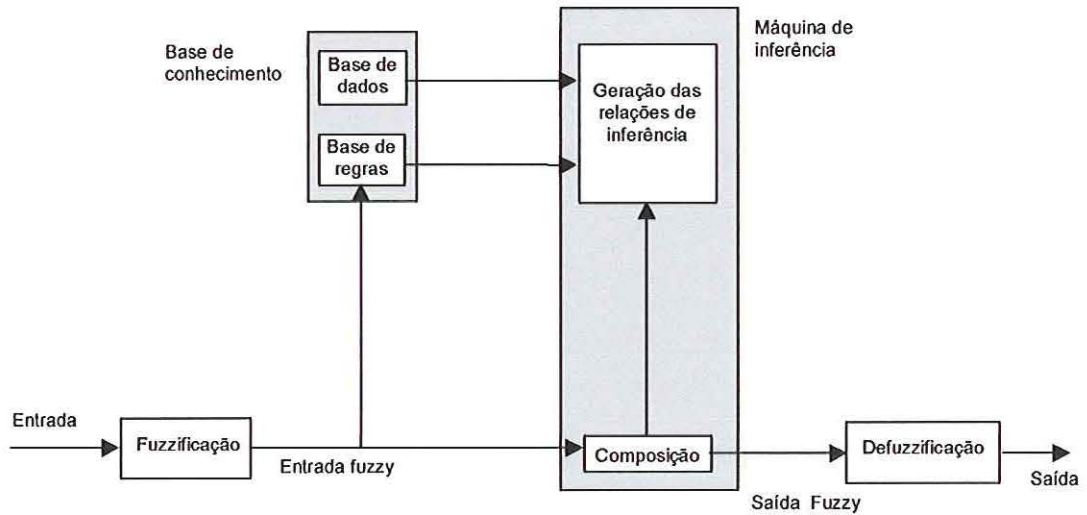 Base de
conhecimento
Base de
dados
Base de
regras
Máquina de
inferência
Geração das
relações de
inferência
Entrada
Fuzzificação
Entrada fuzzy
Composição
Saída Fuzzy
Defuzzificação
Saída